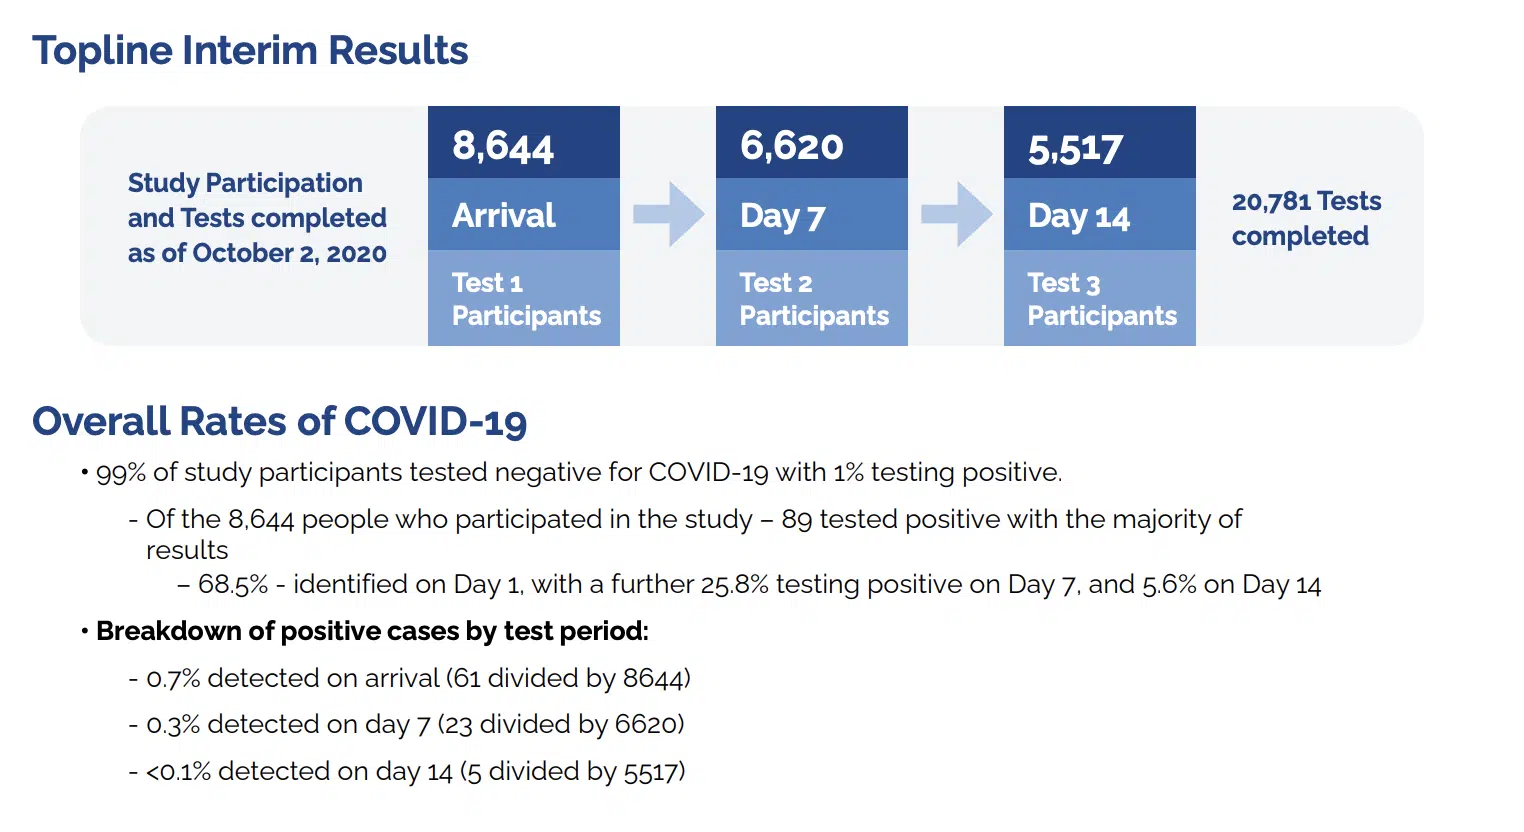 Topline Interim Results
Study Participation
and Tests completed
as of October 2, 2020
8,644
Arrival
Test 1
Participants
6,620
Day 7
Test 2
Participants
5,517
Day 14
Test 3
Participants
20,781 Tests
completed
Overall Rates of COVID-19
• 99% of study participants tested negative for COVID-19 with 1% testing positive.
- Of the 8,644 people who participated in the study – 89 tested positive with the majority of
results
– 68.5% - identified on Day 1, with a further 25.8% testing positive on Day 7, and 5.6% on Day 14
• Breakdown of positive cases by test period:
- 0.7% detected on arrival (61 divided by 8644)
- 0.3% detected on day 7 (23 divided by 6620)
- <0.1% detected on day 14 (5 divided by 5517)